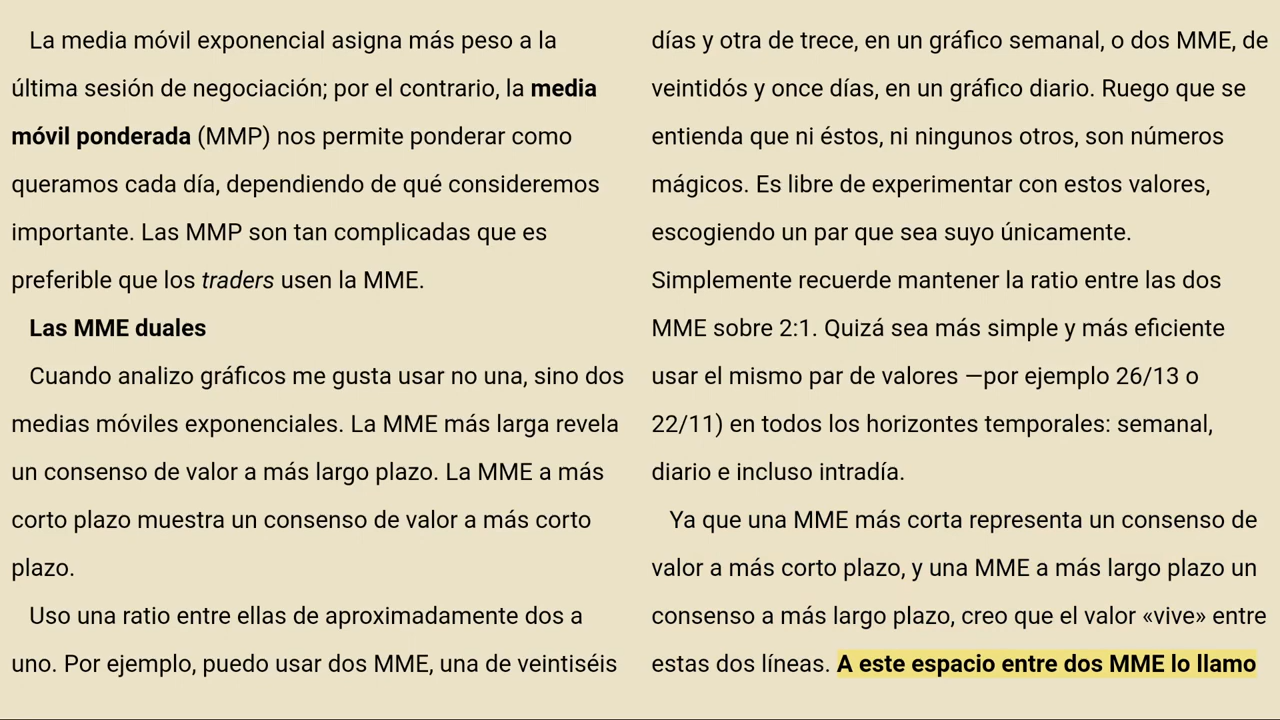 La media móvil exponencial asigna más peso a la
última sesión de negociación; por el contrario, la media
móvil ponderada (MMP) nos permite ponderar como
queramos cada día, dependiendo de qué consideremos
importante. Las MMP son tan complicadas que es
preferible que los traders usen la MME.
Las MME duales
Cuando analizo gráficos me gusta usar no una, sino dos
medias móviles exponenciales. La MME más larga revela
un consenso de valor a más largo plazo. La MME a más
corto plazo muestra un consenso de valor a más corto
plazo.
Uso una ratio entre ellas de aproximadamente dos a
uno. Por ejemplo, puedo usar dos MME, una de veintiséis
días y otra de trece, en un gráfico semanal, o dos MME, de
veintidós y once días, en un gráfico diario. Ruego que se
entienda que ni éstos, ni ningunos otros, son números
mágicos. Es libre de experimentar con estos valores,
escogiendo un par que sea suyo únicamente.
Simplemente recuerde mantener la ratio entre las dos
MME sobre 2:1. Quizá sea más simple y más eficiente
usar el mismo par de valores —por ejemplo 26/13 o
22/11) en todos los horizontes temporales: semanal,
diario e incluso intradía.
Ya que una MME más corta representa un consenso de
valor a más corto plazo, y una MME a más largo plazo un
consenso a más largo plazo, creo que el valor «vive» entre
estas dos líneas. A este espacio entre dos MME lo llamo